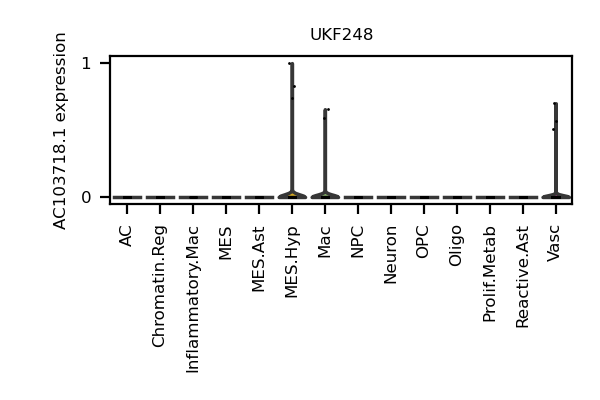 UKF248
AC103718.1 expression
1
0
AC
Chromatin.Reg
Inflammatory.Mac
MES
MES.Ast
MES.Hyp
Mac
NPC
Neuron
OPC
Oligo
Prolif.Metab
Reactive.Ast
Vasc